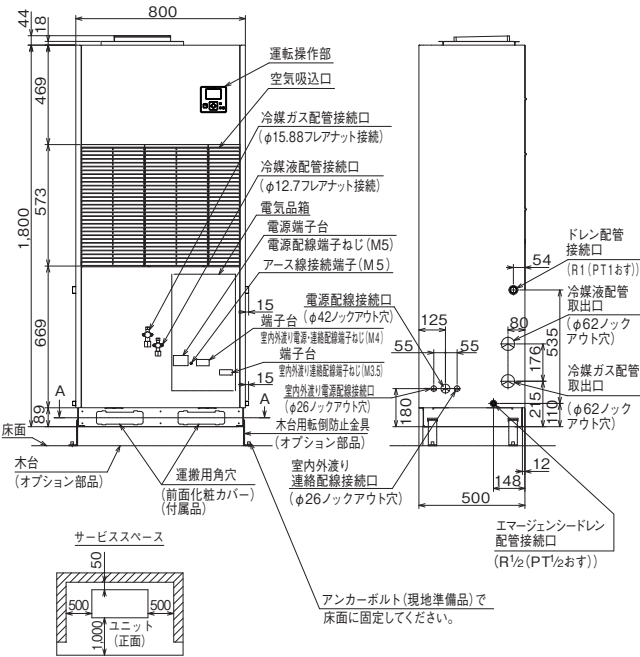 800
44
18
469
573
1,800
669
89
運転操作部
空気吸込口
冷媒ガス配管接続口
(φ15.88フレアナット接続)
冷媒液配管接続口
(φ12.7フレアナット接続)
電気品箱
電源端子台
電源配線端子ねじ(M5)
アース線接続端子(M5)
15
端子台
室内外渡り電源・連絡配線端子ねじ(M4)
端子台
室内外渡り連絡配線端子ねじ(M3.5)
15
A
A
室内外渡り電源配線接続口
(φ26ノックアウト穴)
木台用転倒防止金具
(オプション部品)
床面
木台
(オプション部品)
運搬用角穴
(前面化粧カバー)
付属品)
室内外渡り
連絡配線接続口
(φ26ノックアウト穴)
電源配線接続口
(φ42ノックアウト穴)
125
55
55
180
54
80
535
176
215
110
12
148
500
ドレン配管
接続口
(R1(PT1おす))
冷媒液配管
取出口
(φ62ノック
アウト穴)
冷媒ガス配管
取出口
(φ62ノック
アウト穴)
エマージェンシードレン
配管接続口
(R½(PT½おす))
サービススペース
50
500
500
ユニット
(正面)
1,000
アンカーボルト(現地準備品)で
床面に固定してください。